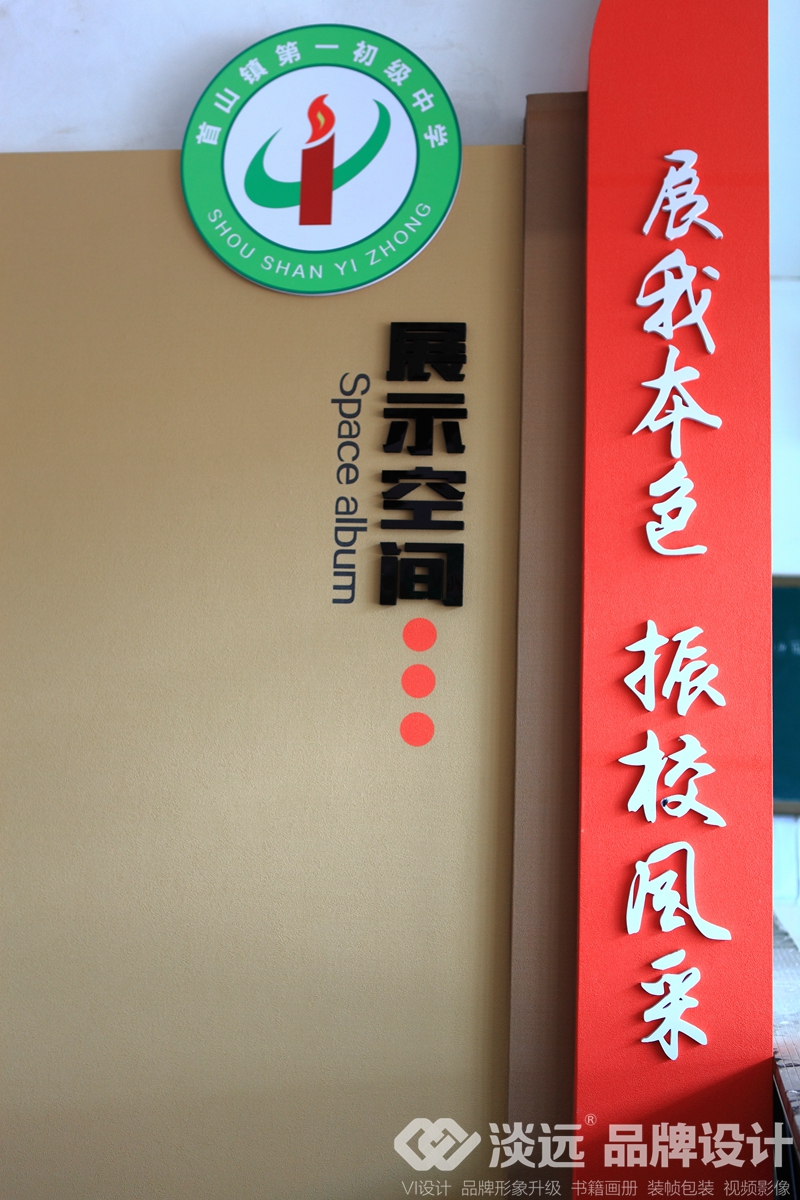 首山镇第一初级中学
SHOU SHAN YI ZHONG
展示空间
Space album
展我本色 振校风采
淡远® 品牌设计
VI设计 品牌形象升级 书籍画册 装帧包装 视频影像